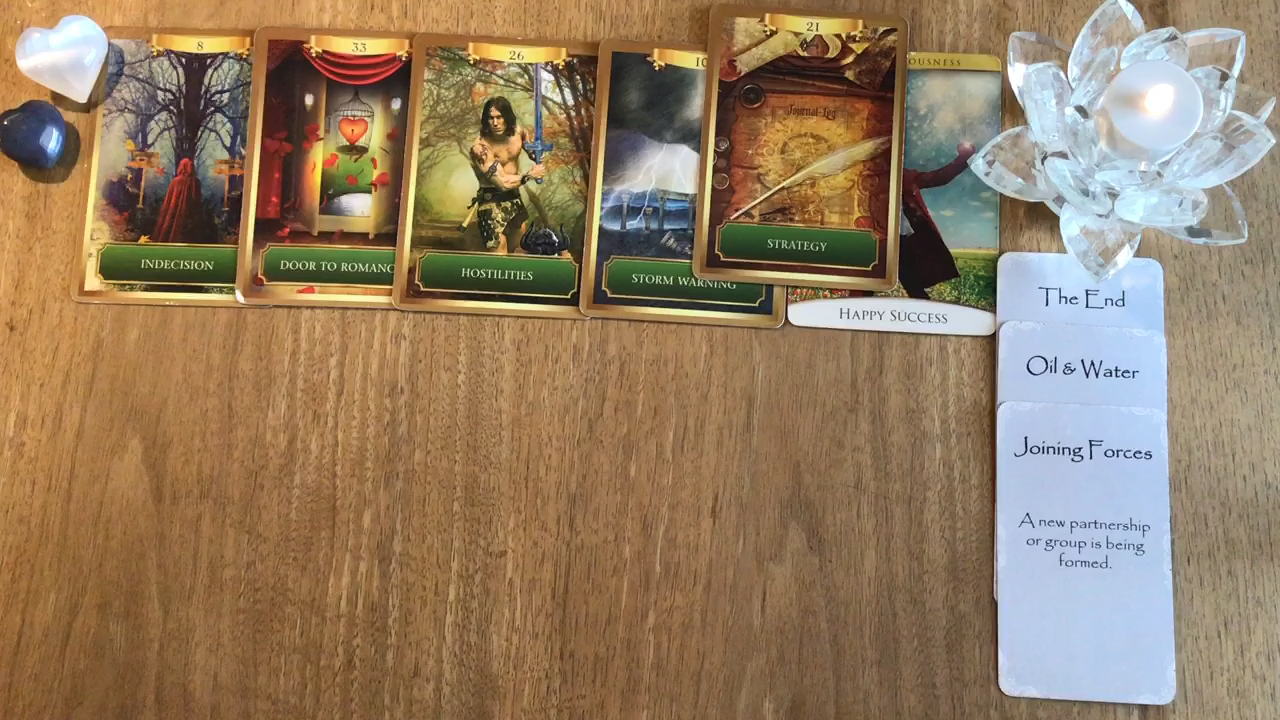 8
INDECISION
33
DOOR TO ROMANC
26
HOSTILITIES
10
STORM WARNING
21
Journal Log
STRATEGY
OUSNESS
HAPPY SUCCESS
The End
Oil & Water
Joining Forces
A new partnership
or group is being
formed.